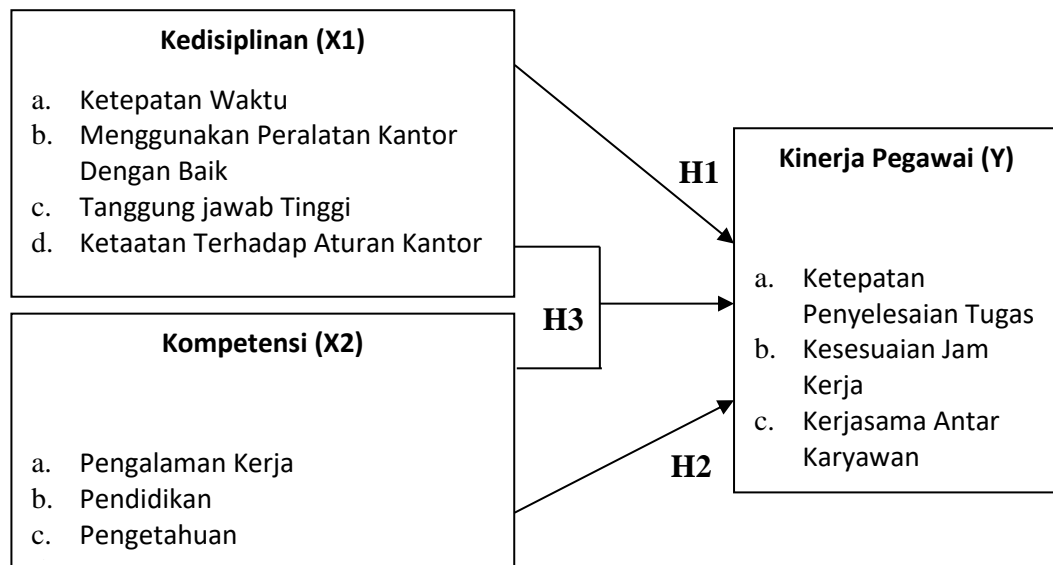 Kedisiplinan (X1)
a. Ketepatan Waktu
b. Menggunakan Peralatan Kantor
Dengan Baik
c. Tanggung jawab Tinggi
d. Ketaatan Terhadap Aturan Kantor
H1
H3
Kompetensi (X2)
a. Pengalaman Kerja
b. Pendidikan
c. Pengetahuan
H2
Kinerja Pegawai (Y)
a. Ketepatan
Penyelesaian Tugas
b. Kesesuaian Jam
Kerja
c. Kerjasama Antar
Karyawan